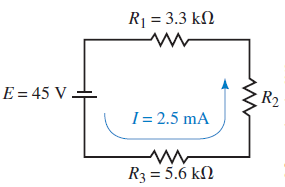 R₁ = 3.3 kΩ
E = 45 V
R₂
I = 2.5 mA
R₃ = 5.6 kΩ